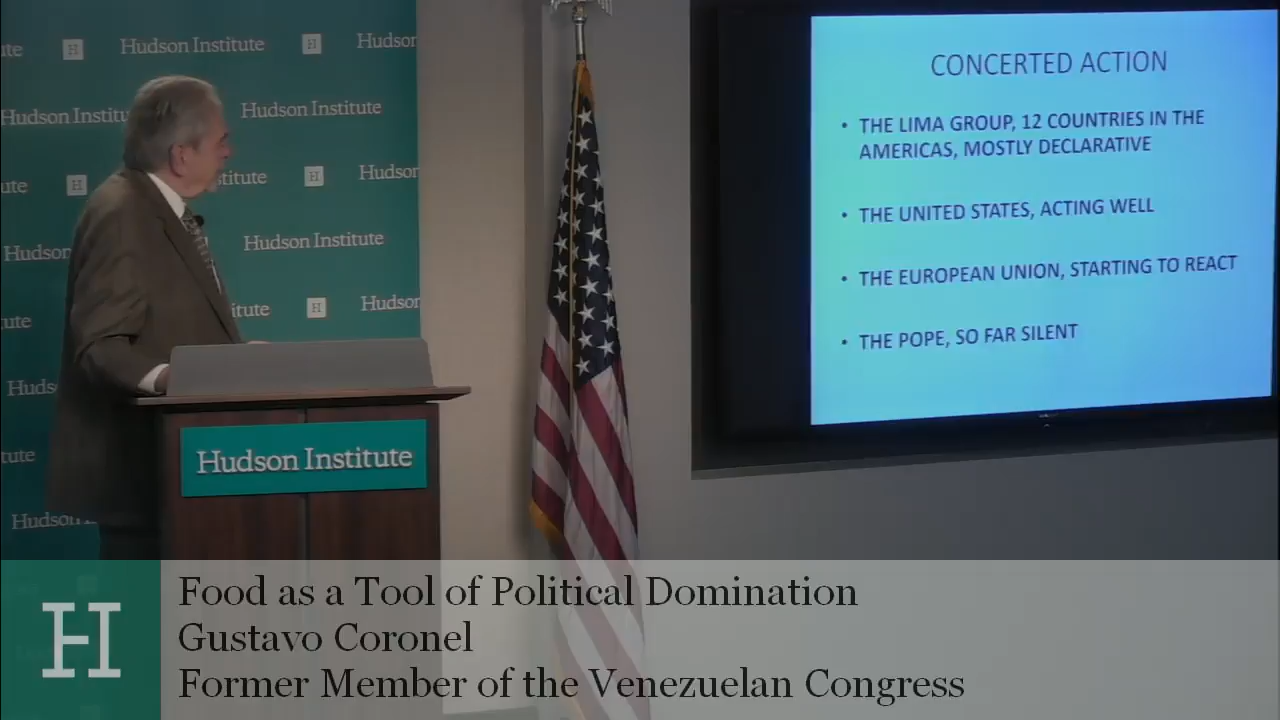 Hudson Institute
Hudson Institute
Hudson Institute
Hudson Institute
CONCERTED ACTION
• THE LIMA GROUP, 12 COUNTRIES IN THE
AMERICAS, MOSTLY DECLARATIVE
• THE UNITED STATES, ACTING WELL
• THE EUROPEAN UNION, STARTING TO REACT
• THE POPE, SO FAR SILENT
H
Food as a Tool of Political Domination
Gustavo Coronel
Former Member of the Venezuelan Congress